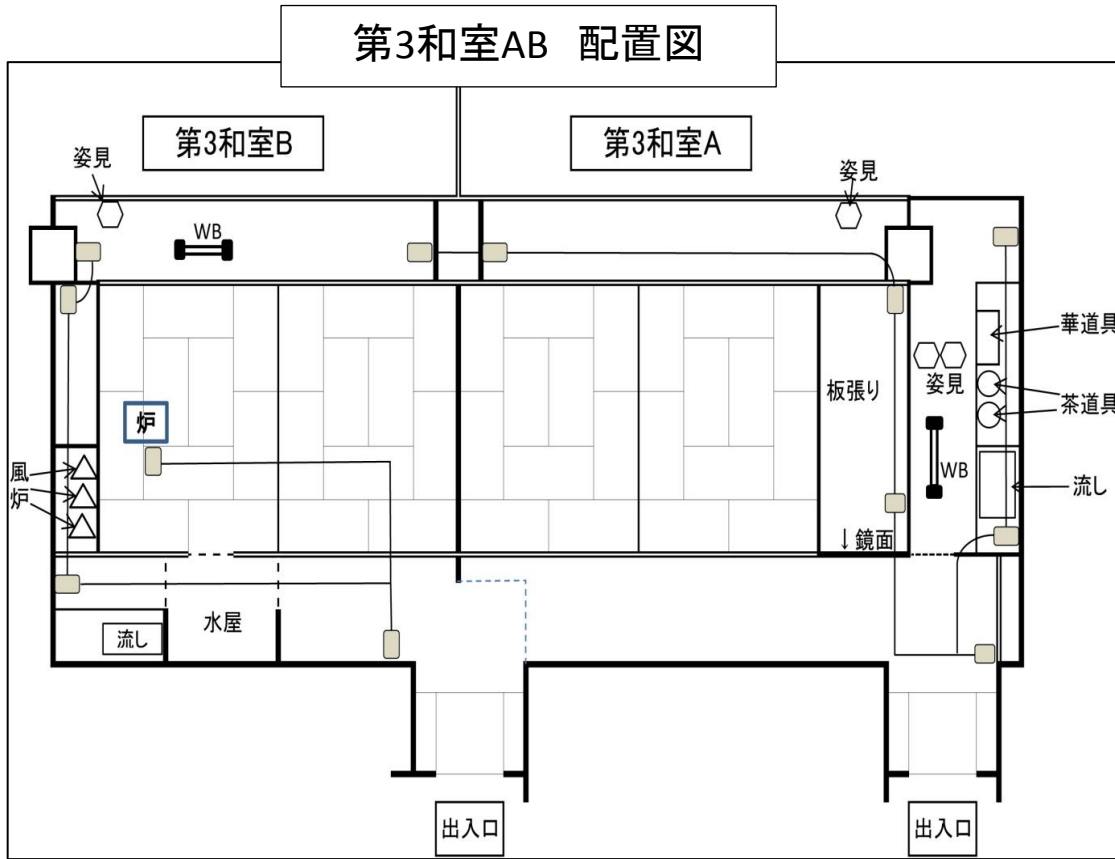 第3和室AB 配置図
第3和室B
第3和室A
姿見
姿見
WB
華道具
姿見
茶道具
板張り
炉
WB
風
炉
流し
↓鏡面
水屋
流し
出入口
出入口